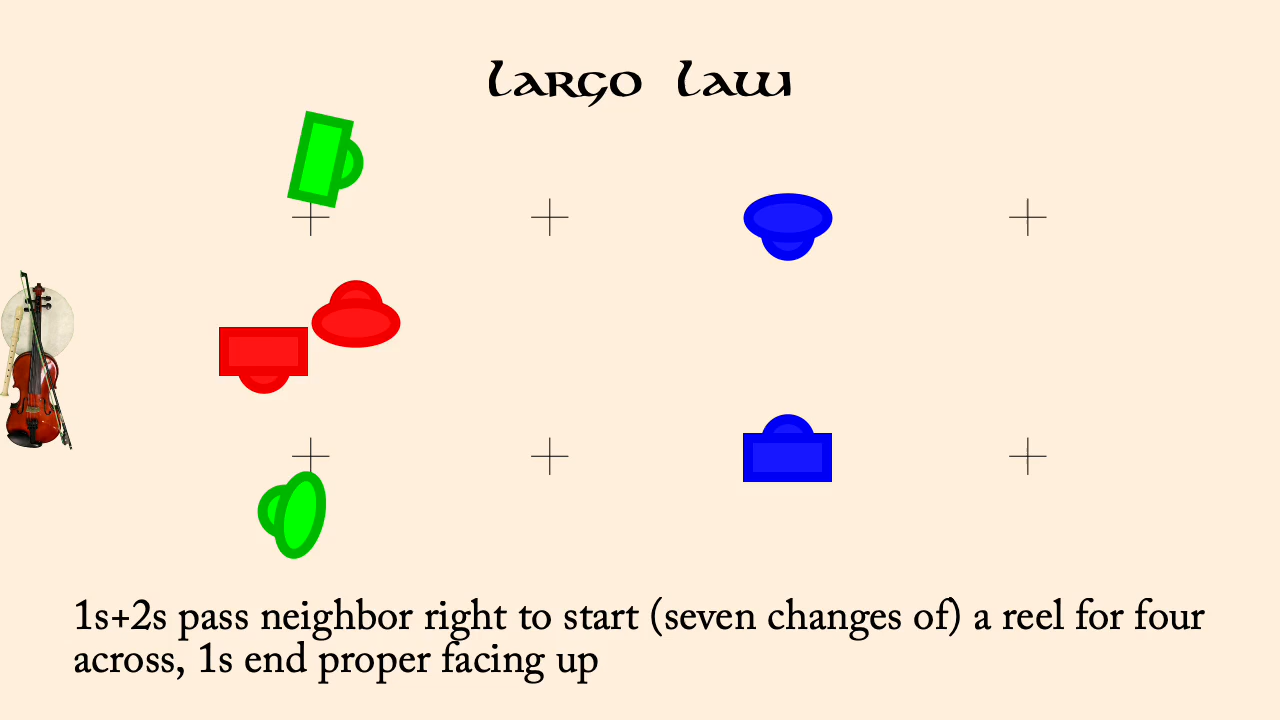 Largo Law
1s+2s pass neighbor right to start (seven changes of) a reel for four
across, 1s end proper facing up